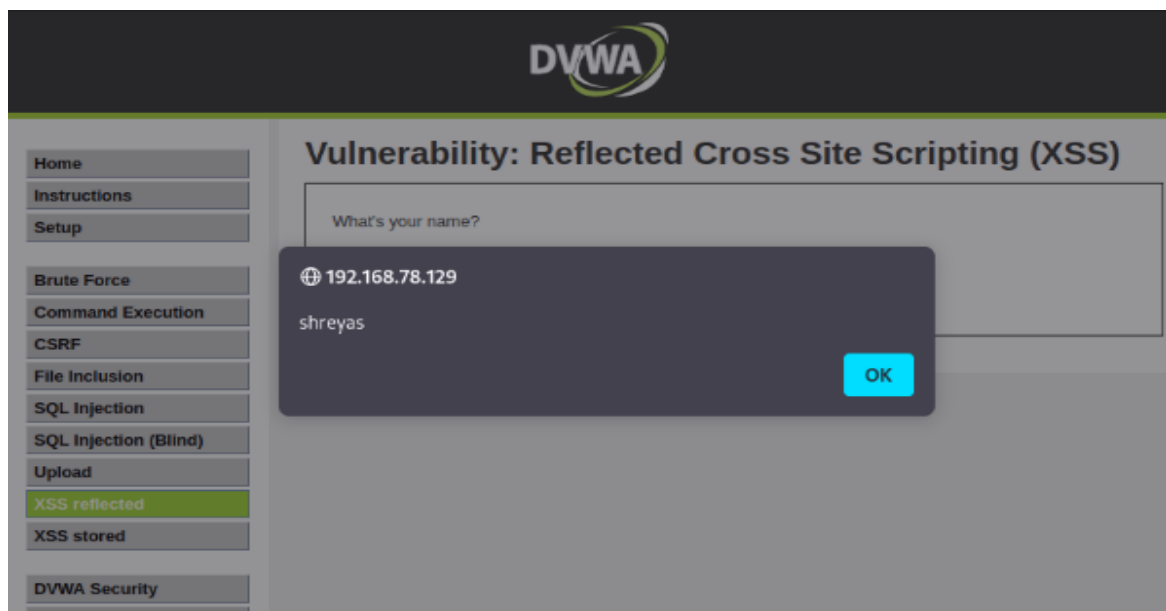 DVWA
Home
Instructions
Setup
Brute Force
Command Execution
CSRF
File Inclusion
SQL Injection
SQL Injection (Blind)
Upload
XSS reflected
XSS stored
DVWA Security
Vulnerability: Reflected Cross Site Scripting (XSS)
What's your name?
192.168.78.129
shreyas
OK